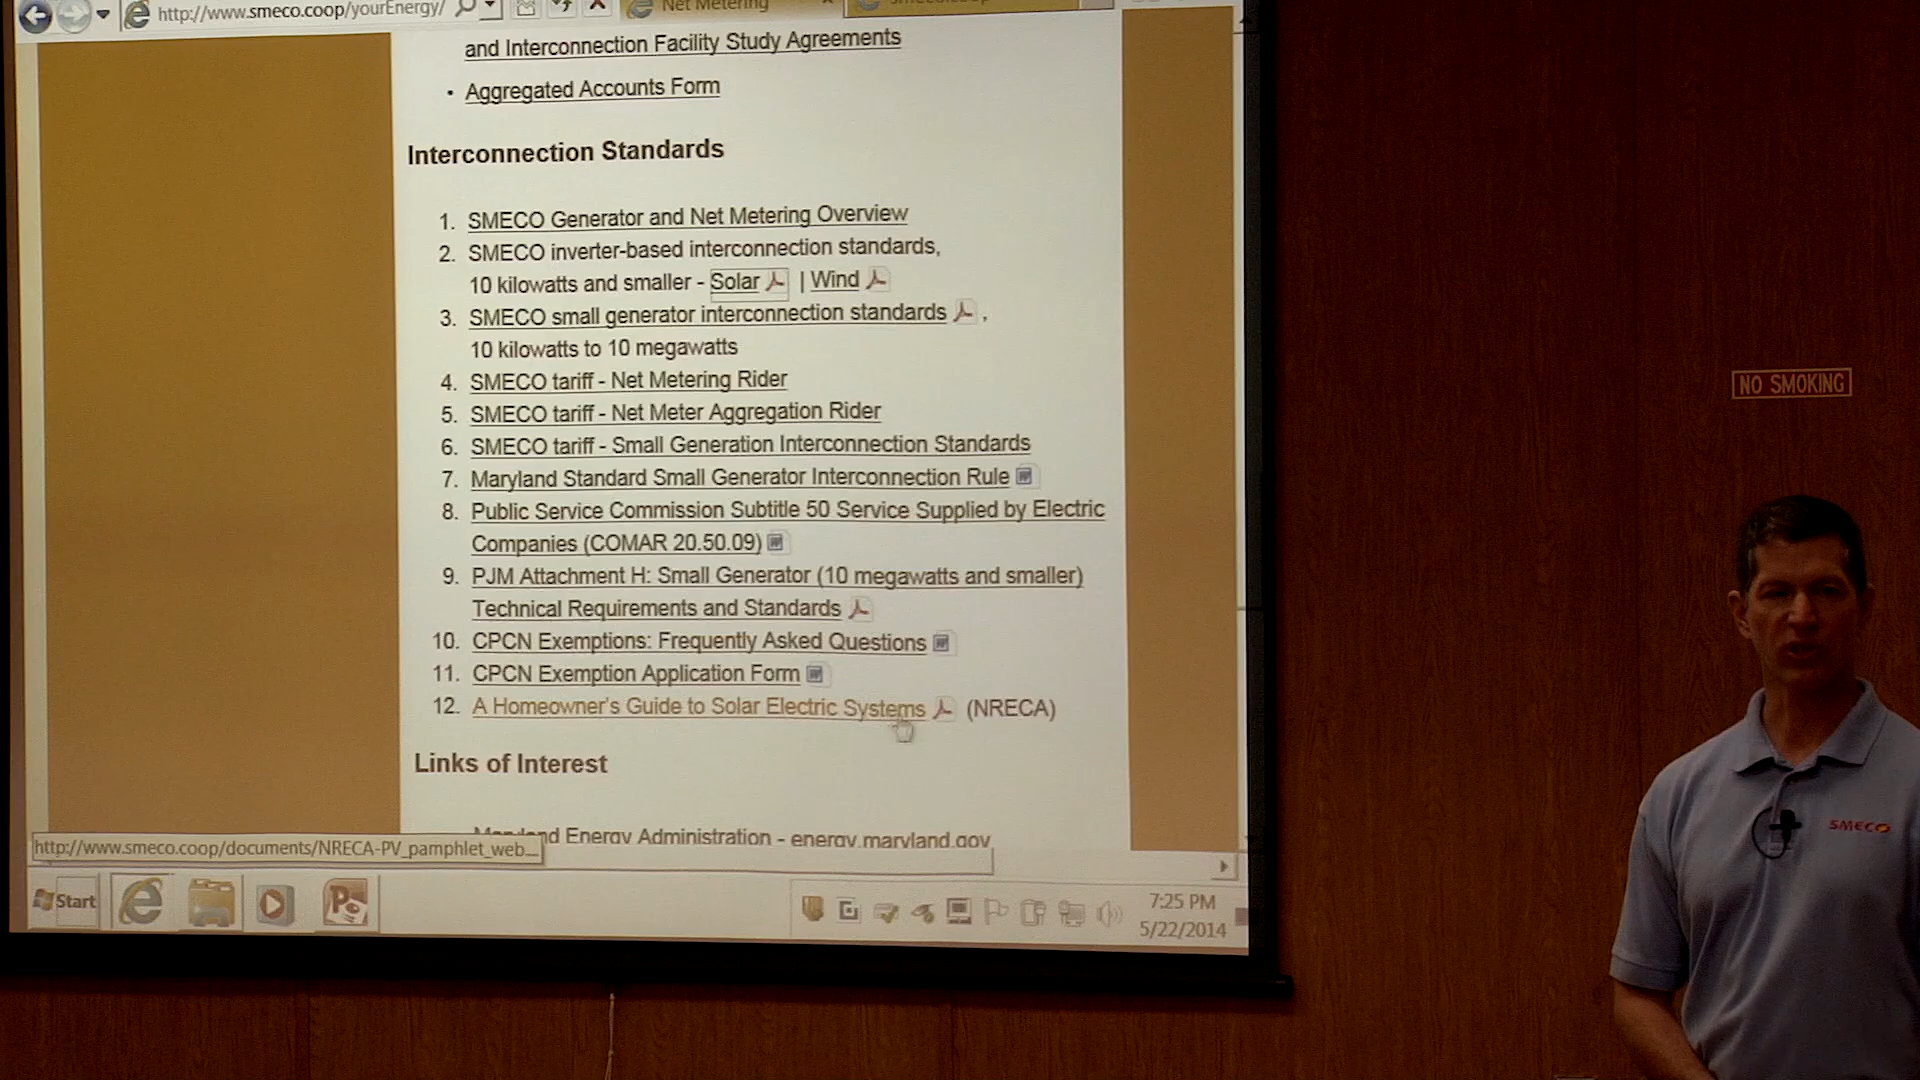 http://www.smeco.coop/yourEnergy/
Net Metering
and Interconnection Facility Study Agreements
• Aggregated Accounts Form
Interconnection Standards
1. SMECO Generator and Net Metering Overview
2. SMECO inverter-based interconnection standards,
10 kilowatts and smaller - Solar | Wind
3. SMECO small generator interconnection standards ,
10 kilowatts to 10 megawatts
4. SMECO tariff - Net Metering Rider
5. SMECO tariff - Net Meter Aggregation Rider
6. SMECO tariff - Small Generation Interconnection Standards
7. Maryland Standard Small Generator Interconnection Rule
8. Public Service Commission Subtitle 50 Service Supplied by Electric
Companies (COMAR 20.50.09)
9. PJM Attachment H: Small Generator (10 megawatts and smaller)
Technical Requirements and Standards
10. CPCN Exemptions: Frequently Asked Questions
11. CPCN Exemption Application Form
12. A Homeowner's Guide to Solar Electric Systems (NRECA)
Links of Interest
Maryland Energy Administration - energy.maryland.gov
http://www.smeco.coop/documents/NRECA-PV_pamphlet_web...
Start
7:25 PM
5/22/2014
NO SMOKING
SMECO